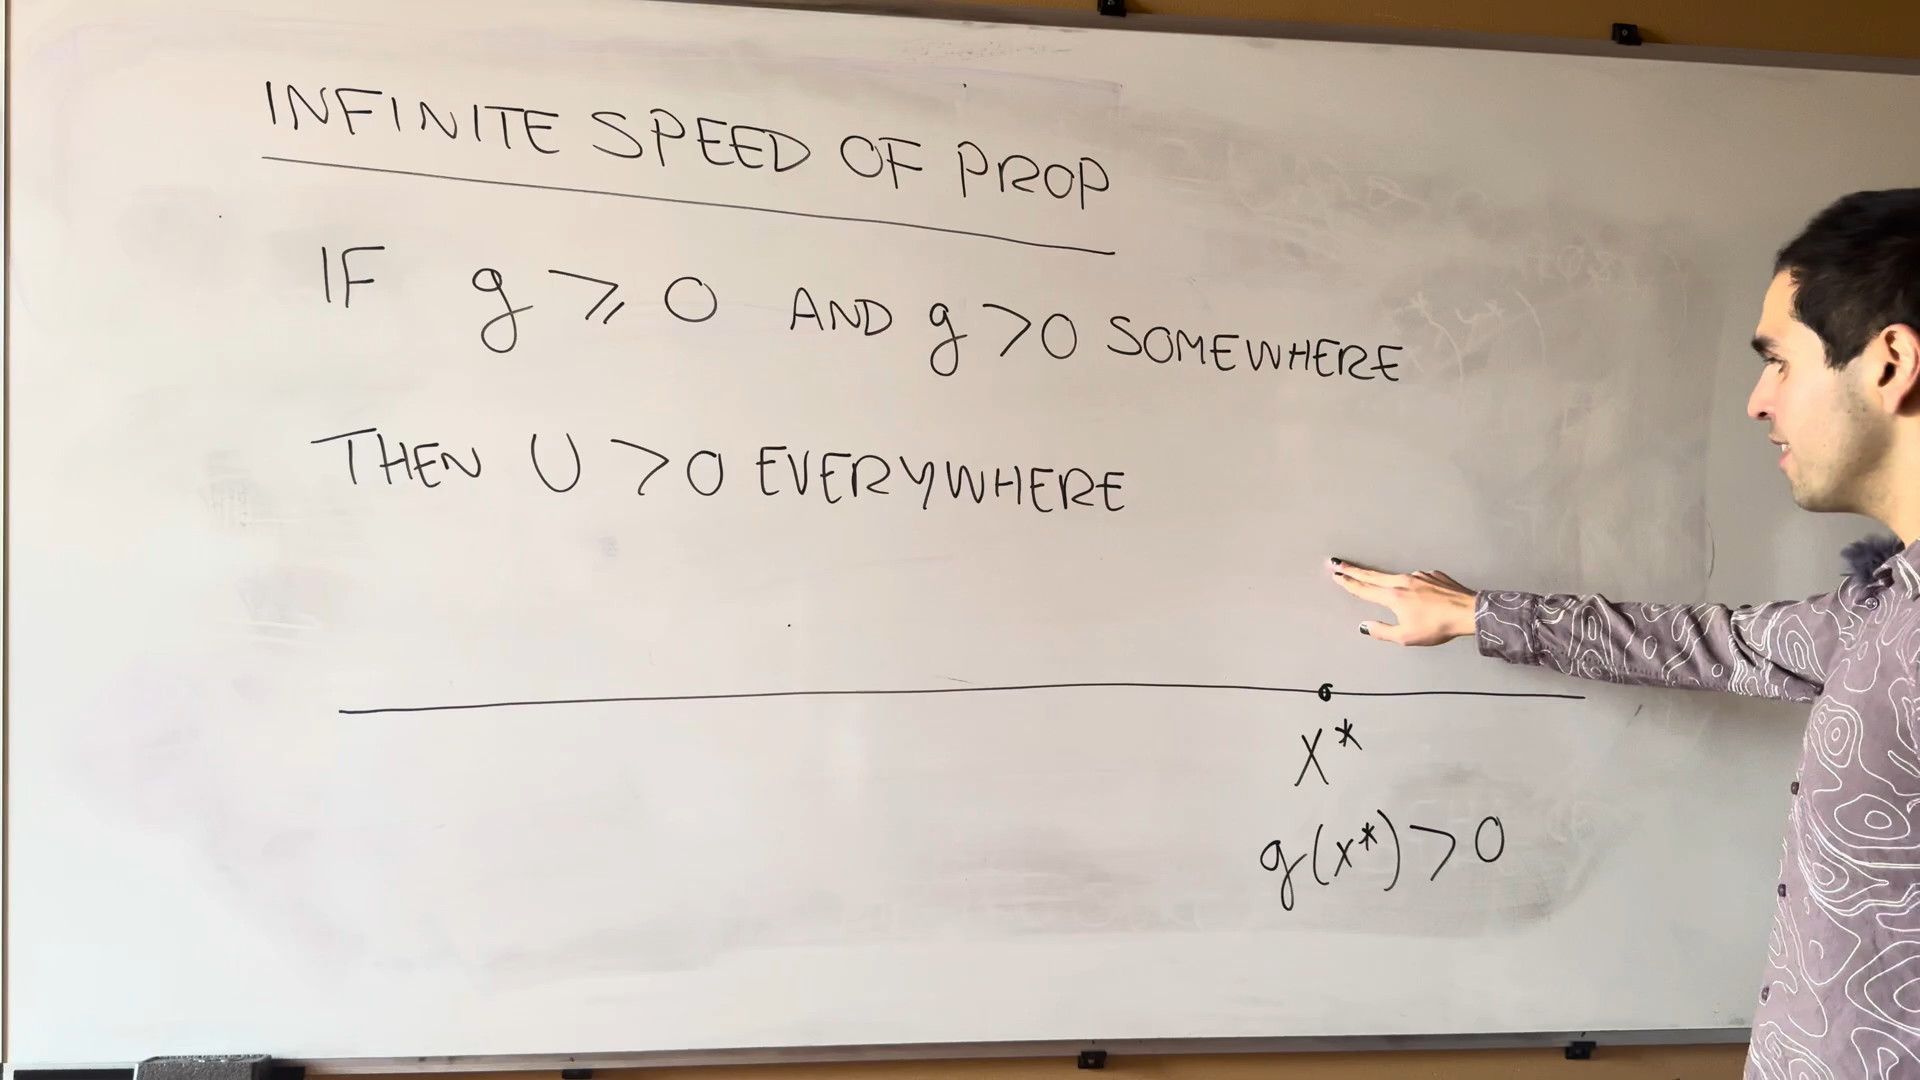 INFINITE SPEED OF PROP
IF g ⩾ 0 AND g > 0 SOMEWHERE
THEN U > 0 EVERYWHERE
x*
g(x*) > 0